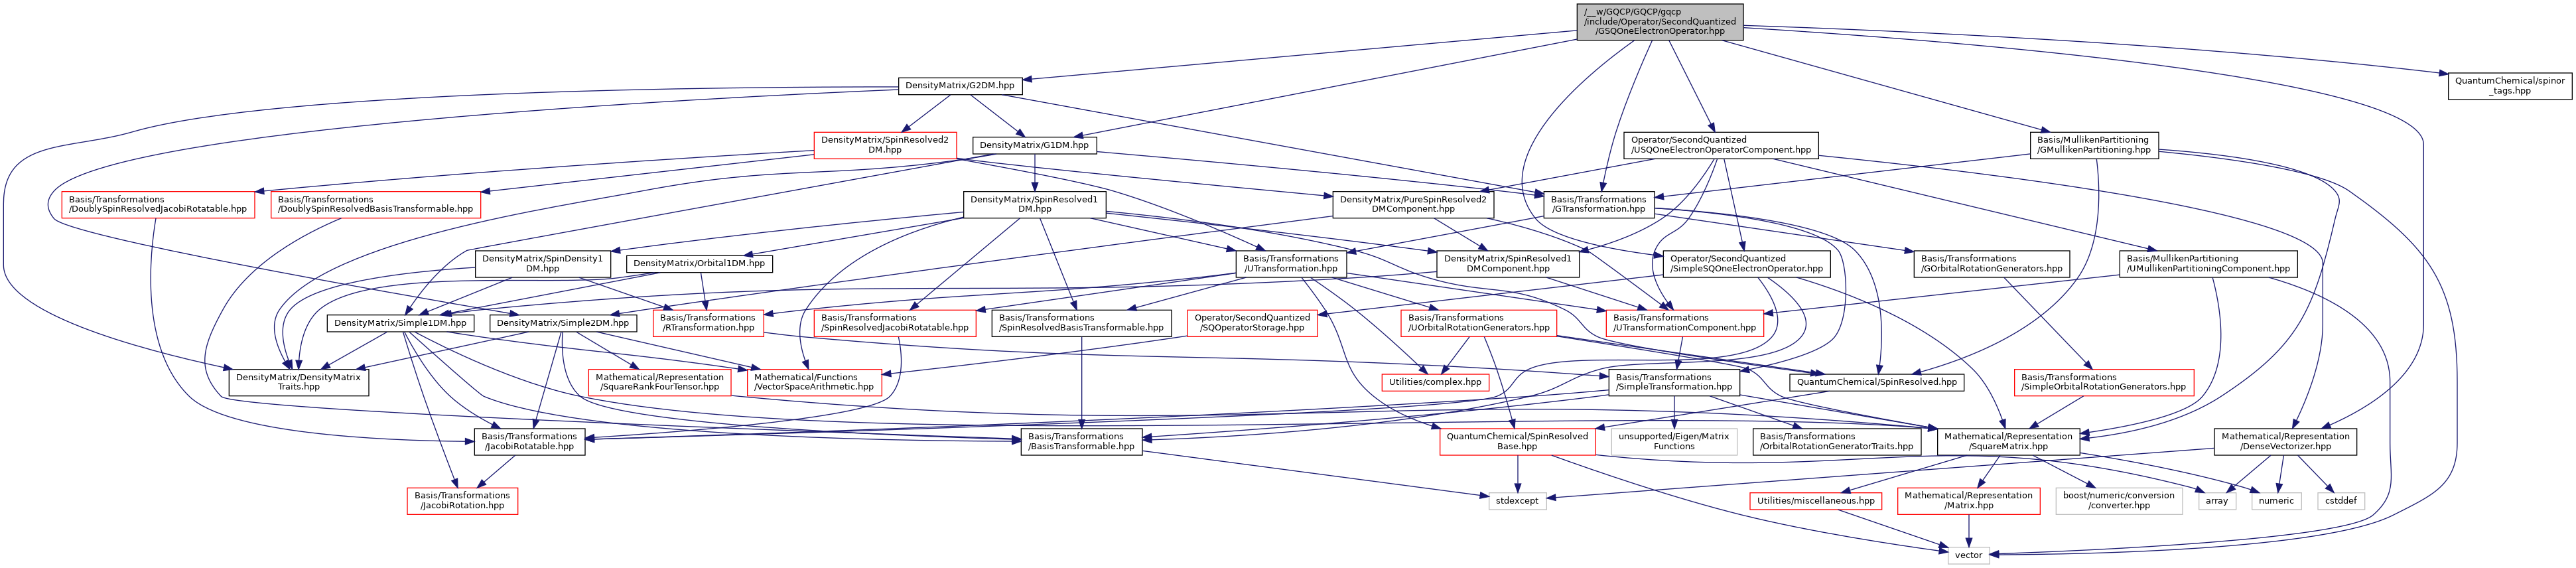 /__w/GQCP/GQCP/gqcp
/include/Operator/SecondQuantized
/GSQOneElectronOperator.hpp
DensityMatrix/G2DM.hpp
QuantumChemical/spinor
_tags.hpp
DensityMatrix/SpinResolved2
DM.hpp
DensityMatrix/G1DM.hpp
Operator/SecondQuantized
/USQOneElectronOperatorComponent.hpp
Basis/MullikenPartitioning
/GMullikenPartitioning.hpp
Basis/Transformations
/DoublySpinResolvedJacobiRotatable.hpp
Basis/Transformations
/DoublySpinResolvedBasisTransformable.hpp
DensityMatrix/SpinResolved1
DM.hpp
DensityMatrix/PureSpinResolved2
DMComponent.hpp
Basis/Transformations
/GTransformation.hpp
DensityMatrix/SpinDensity1
DM.hpp
DensityMatrix/Orbital1DM.hpp
Basis/Transformations
/UTransformation.hpp
DensityMatrix/SpinResolved1
DMComponent.hpp
Operator/SecondQuantized
/SimpleSQOneElectronOperator.hpp
Basis/Transformations
/GOrbitalRotationGenerators.hpp
Basis/MullikenPartitioning
/UMullikenPartitioningComponent.hpp
DensityMatrix/Simple1DM.hpp
DensityMatrix/Simple2DM.hpp
Basis/Transformations
/RTransformation.hpp
Basis/Transformations
/SpinResolvedJacobiRotatable.hpp
Basis/Transformations
/SpinResolvedBasisTransformable.hpp
Operator/SecondQuantized
/SQOperatorStorage.hpp
Basis/Transformations
/UOrbitalRotationGenerators.hpp
Basis/Transformations
/UTransformationComponent.hpp
DensityMatrix/DensityMatrix
Traits.hpp
Mathematical/Representation
/SquareRankFourTensor.hpp
Mathematical/Functions
/VectorSpaceArithmetic.hpp
Utilities/complex.hpp
Basis/Transformations
/SimpleTransformation.hpp
QuantumChemical/SpinResolved.hpp
Basis/Transformations
/SimpleOrbitalRotationGenerators.hpp
Basis/Transformations
/JacobiRotatable.hpp
Basis/Transformations
/BasisTransformable.hpp
QuantumChemical/SpinResolved
Base.hpp
unsupported/Eigen/Matrix
Functions
Basis/Transformations
/OrbitalRotationGeneratorTraits.hpp
Mathematical/Representation
/SquareMatrix.hpp
Mathematical/Representation
/DenseVectorizer.hpp
Basis/Transformations
/JacobiRotation.hpp
stdexcept
Utilities/miscellaneous.hpp
Mathematical/Representation
/Matrix.hpp
boost/numeric/conversion
/converter.hpp
array
numeric
cstddef
vector